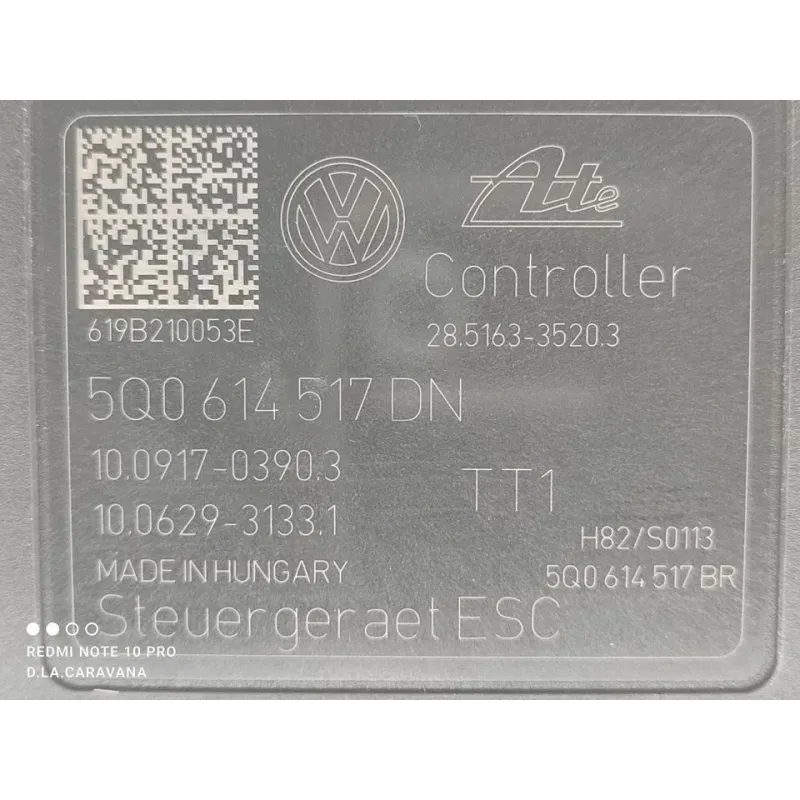 Ate
Controller
619B210053E
28.5163-3520.3
5Q0 614 517 DN
10.0917-0390.3
TT1
10.0629-3133.1
H82/S0113
MADE IN HUNGARY
5Q0 614 517 BR
Steuergeraet ESC
REDMI NOTE 10 PRO
D.LA.CARAVANA